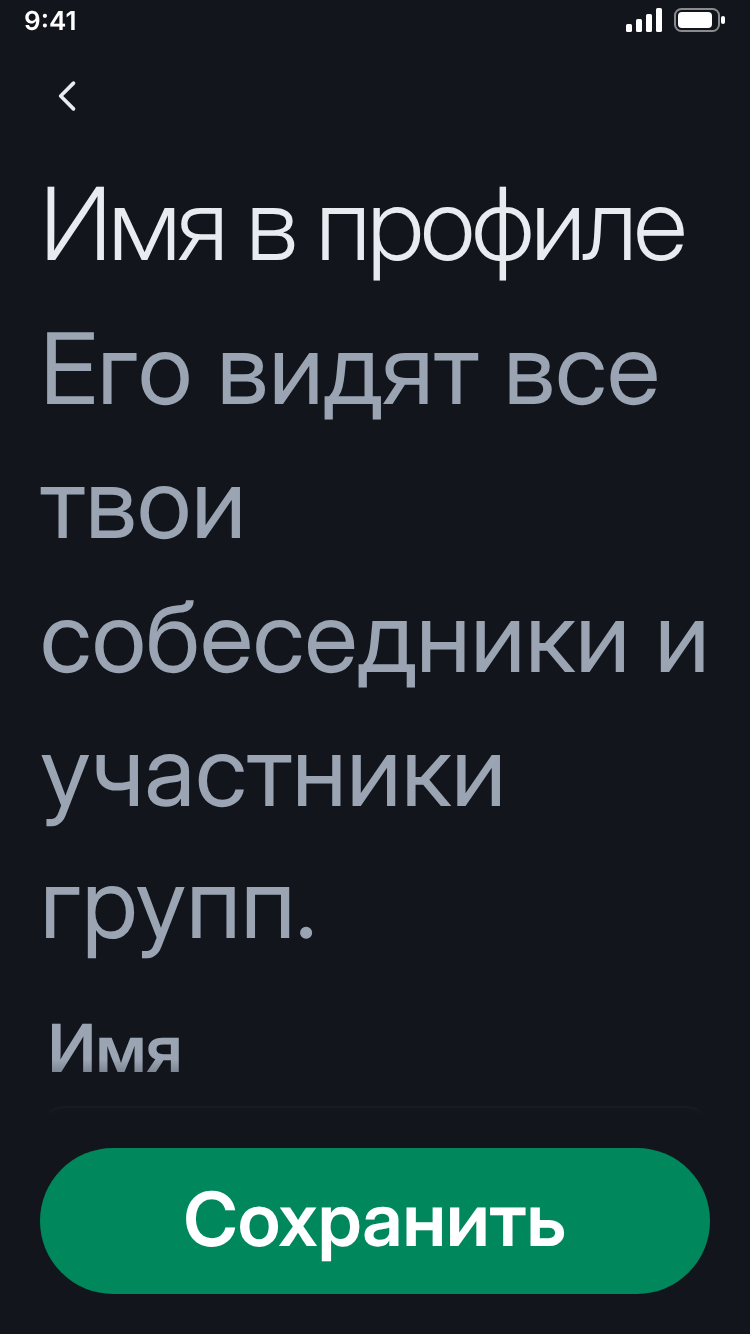 9:41
Имя в профиле
Его видят все
твои
собеседники и
участники
групп.
Имя
Сохранить